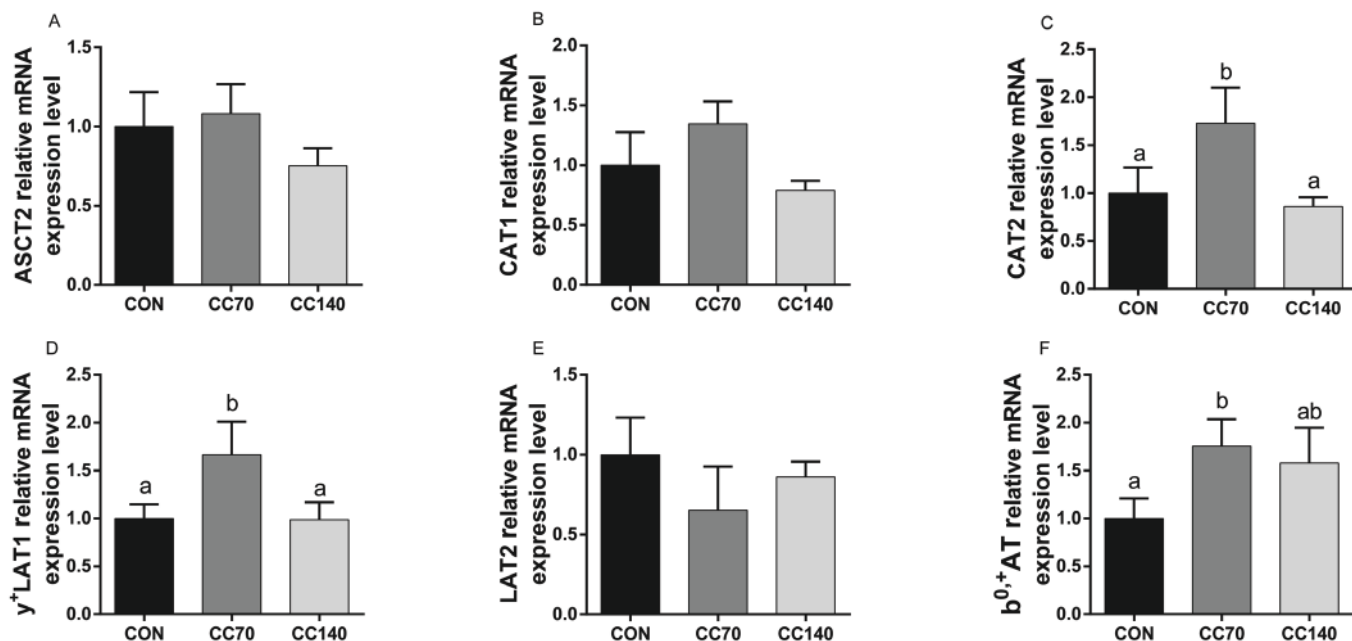 A
ASCT2 relative mRNA
expression level
1.5
1.0
0.5
0.0
CON CC70 CC140
B
CAT1 relative mRNA
expression level
2.0
1.5
1.0
0.5
0.0
CON CC70 CC140
C
CAT2 relative mRNA
expression level
2.5
2.0
1.5
1.0
0.5
0.0
a b a
CON CC70 CC140
D
y⁺LAT1 relative mRNA
expression level
2.5
2.0
1.5
1.0
0.5
0.0
a b a
CON CC70 CC140
E
LAT2 relative mRNA
expression level
1.5
1.0
0.5
0.0
CON CC70 CC140
F
b⁰,⁺AT relative mRNA
expression level
2.5
2.0
1.5
1.0
0.5
0.0
a b ab
CON CC70 CC140